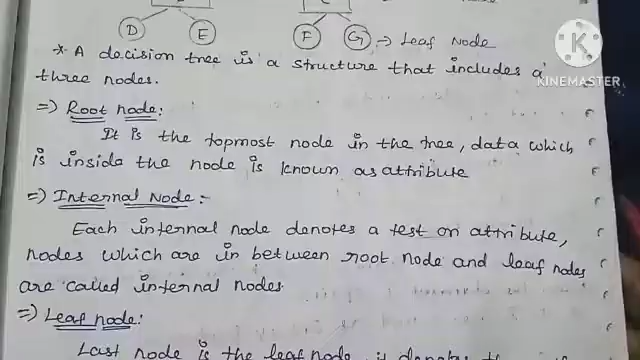 D E F G => Leaf Node
* A decision tree is a structure that includes a
three nodes.
=> Root node:
It is the topmost node in the tree, data which
is inside the node is known as attribute
=> Internal Node:-
Each internal node denotes a test on attribute,
nodes which are in between root node and leaf nodes
are called internal nodes.
=> Leaf node:
Last node is the leaf node, it denotes the
K
KINEMASTER